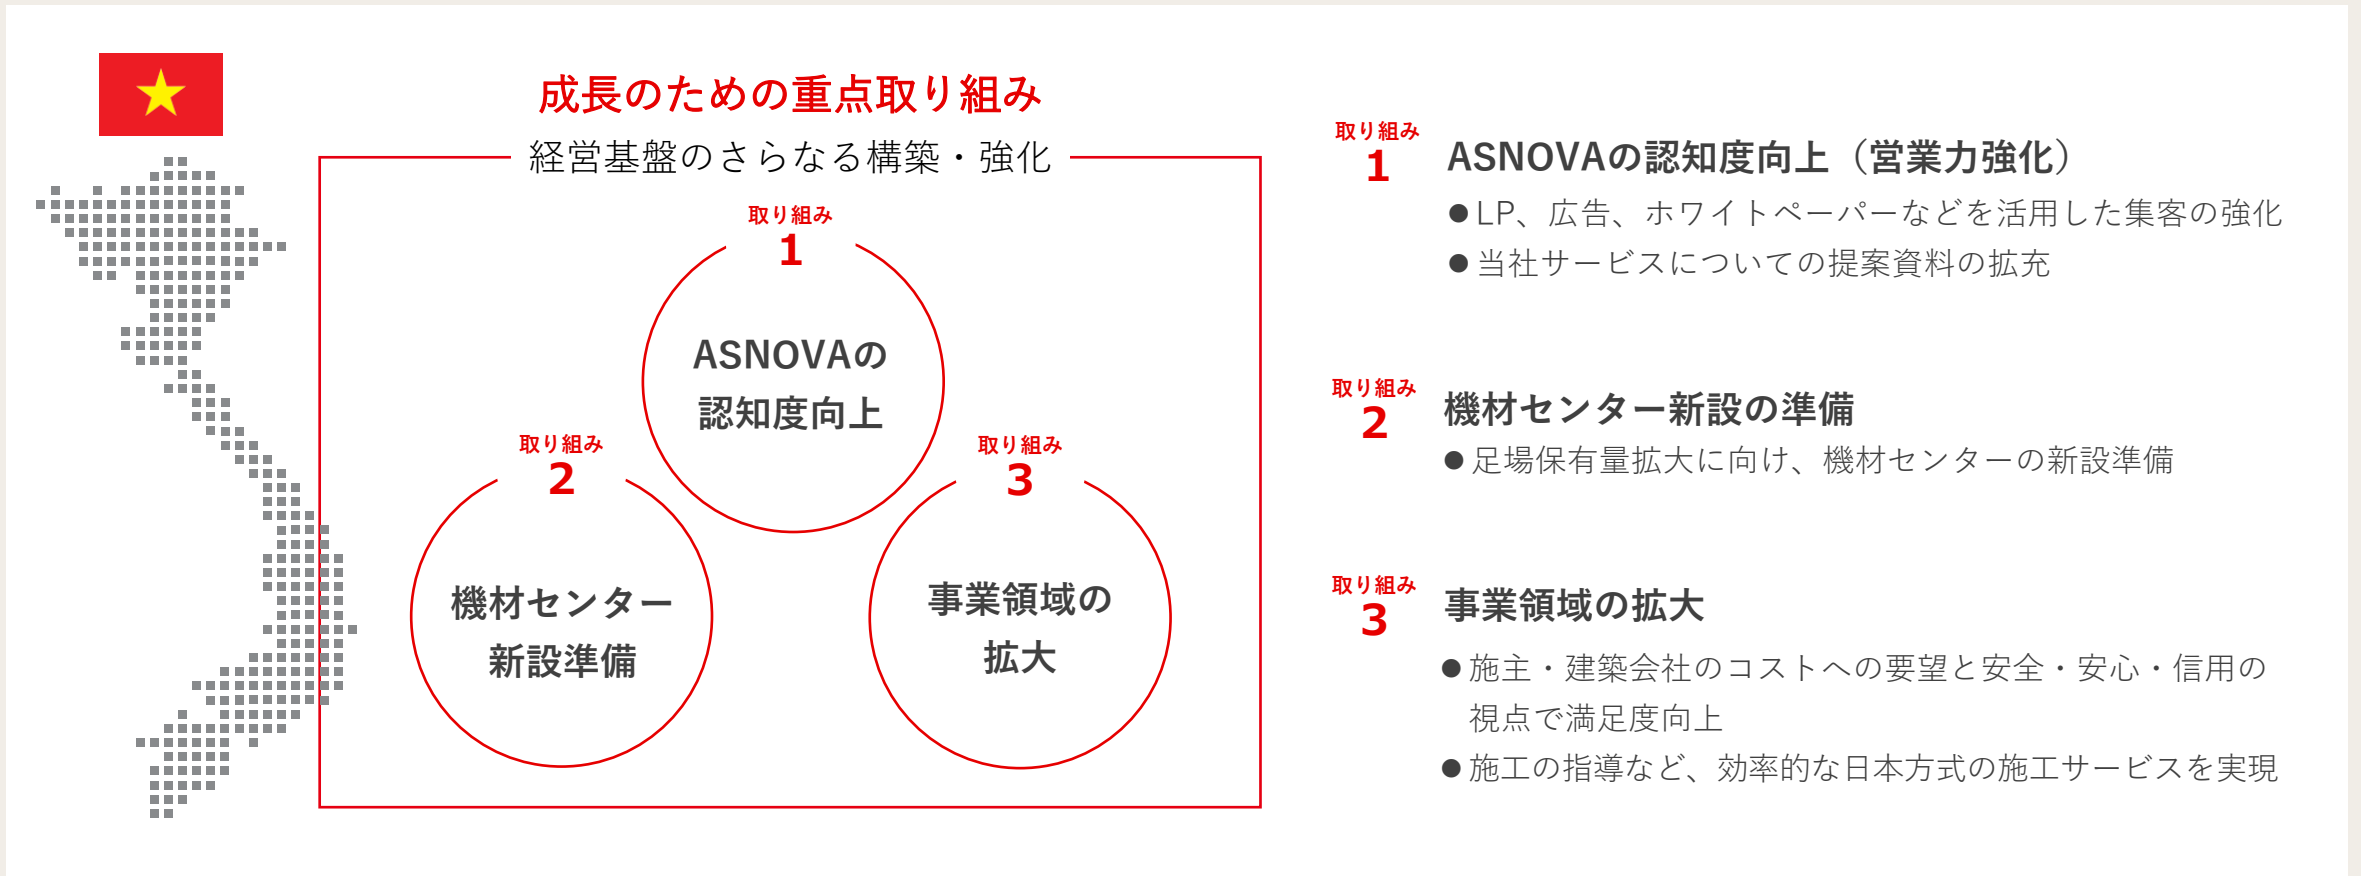 成長のための重点取り組み
経営基盤のさらなる構築・強化
取り組み
1
ASNOVAの
認知度向上
取り組み
2
機材センター
新設準備
取り組み
3
事業領域の
拡大
取り組み
1
ASNOVAの認知度向上（営業力強化）
●LP、広告、ホワイトペーパーなどを活用した集客の強化
●当社サービスについての提案資料の拡充
取り組み
2
機材センター新設の準備
●足場保有量拡大に向け、機材センターの新設準備
取り組み
3
事業領域の拡大
●施主・建築会社のコストへの要望と安全・安心・信用の
視点で満足度向上
●施工の指導など、効率的な日本方式の施工サービスを実現